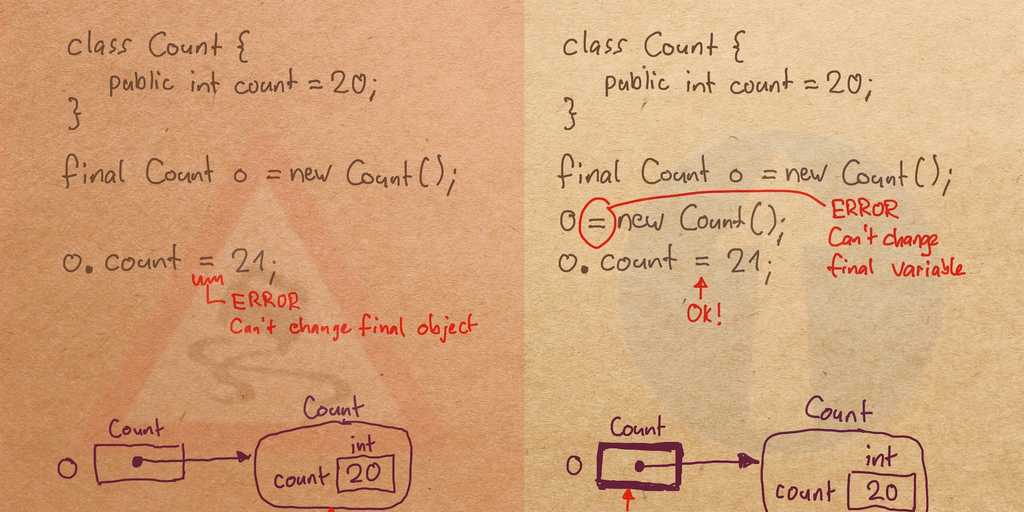 class Count {
public int count = 20;
}
final Count o = new Count();
o. count = 21;
ERROR
Can't change final object
Count
Count
int
o
count 20
class Count {
public int count = 20;
}
final Count o = new Count();
o = new Count();
o. count = 21;
ERROR
Can't change
final variable
Ok!
Count
Count
int
o
count 20